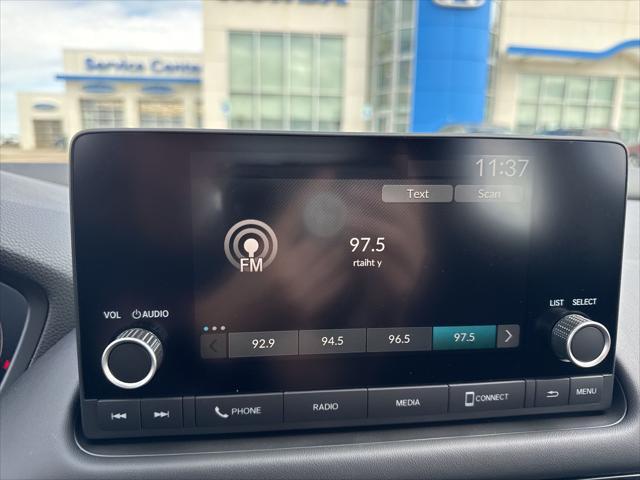 Service Center
11:37
Text Scan
97.5
FM
rtaiht y
VOL AUDIO
LIST SELECT
92.9 94.5 96.5 97.5
PHONE RADIO MEDIA CONNECT MENU